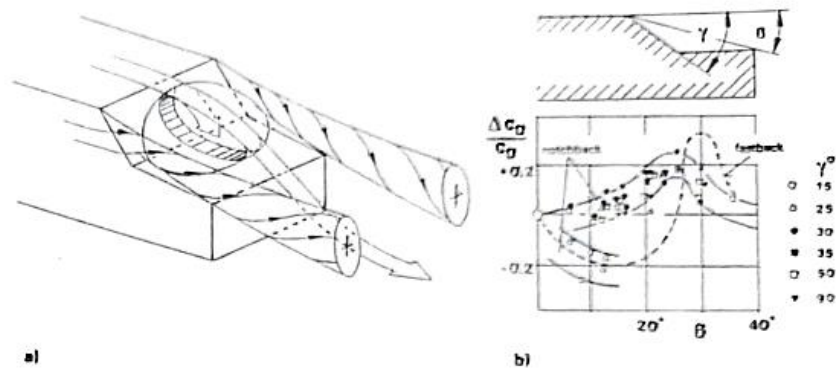 γ β
Δc_D
c_D
notchback
fastback
+0.2
-0.2
20°
β
40°
γ°
15
25
30
35
50
90
a)
b)